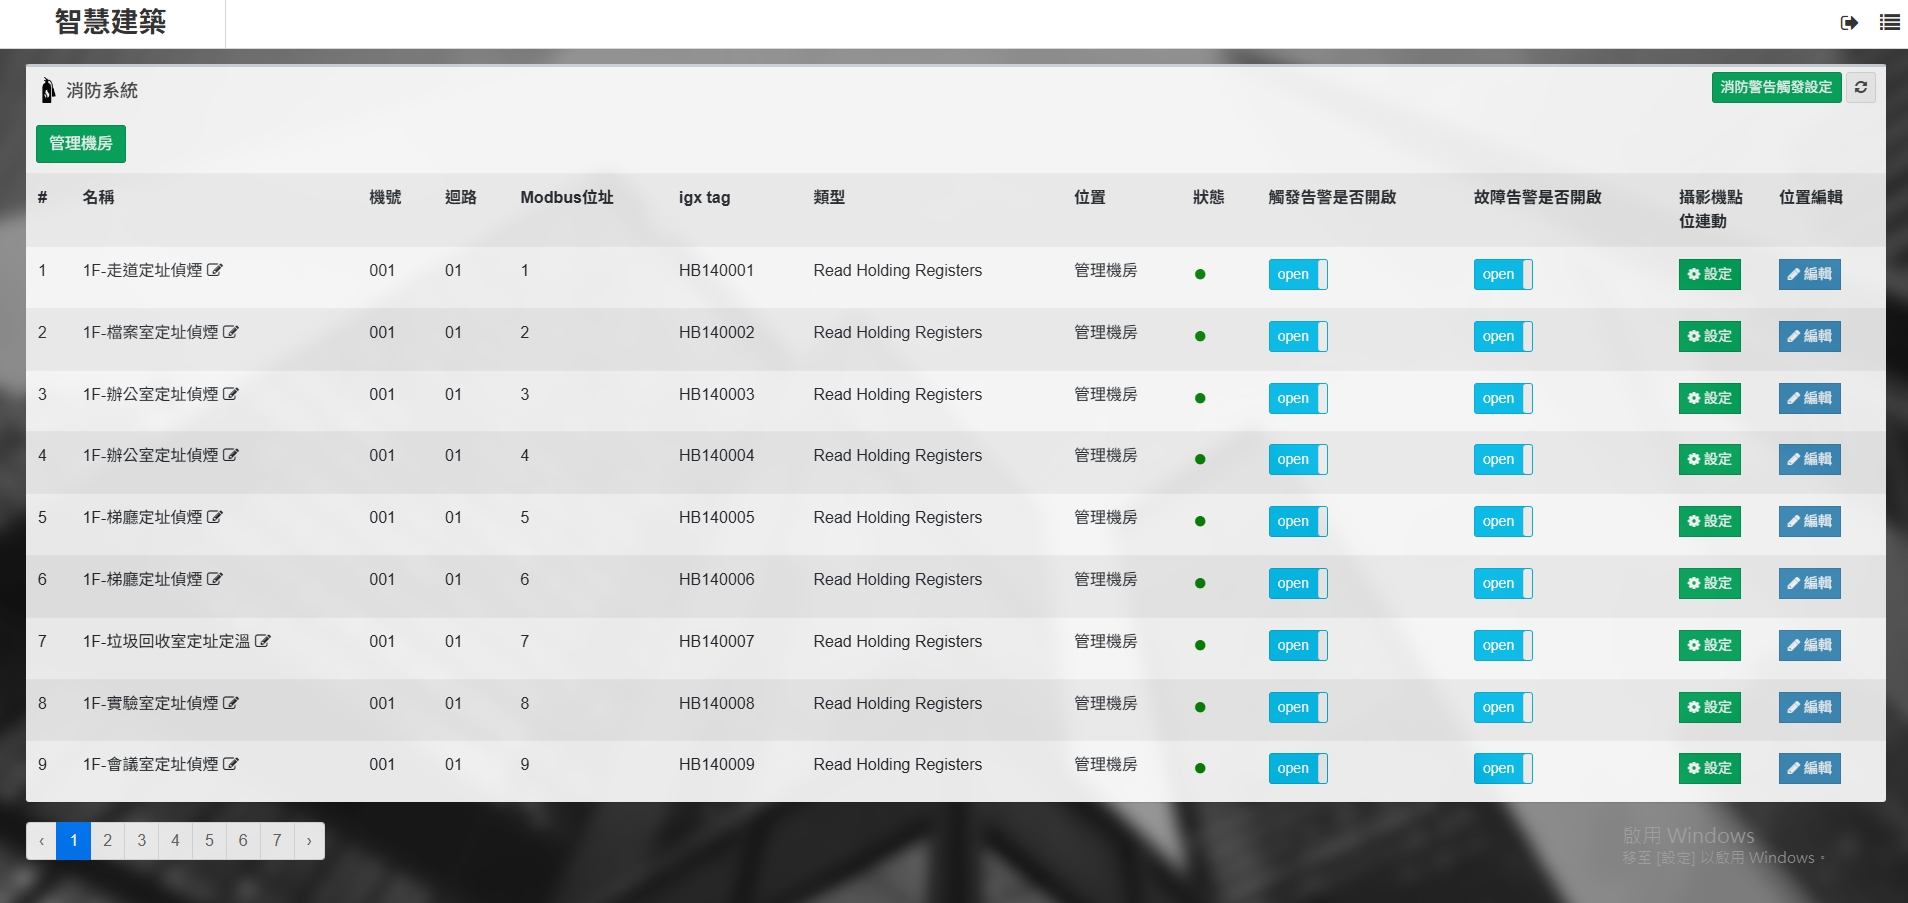 智慧建築
消防系統
消防警告觸發設定
管理機房
# 名稱 機號 迴路 Modbus位址 igx tag 類型 位置 狀態 觸發告警是否開啟 故障告警是否開啟 攝影機點位連動 位置編輯
1 1F-走道定址偵煙 001 01 1 HB140001 Read Holding Registers 管理機房 open open 設定 編輯
2 1F-檔案室定址偵煙 001 01 2 HB140002 Read Holding Registers 管理機房 open open 設定 編輯
3 1F-辦公室定址偵煙 001 01 3 HB140003 Read Holding Registers 管理機房 open open 設定 編輯
4 1F-辦公室定址偵煙 001 01 4 HB140004 Read Holding Registers 管理機房 open open 設定 編輯
5 1F-梯廳定址偵煙 001 01 5 HB140005 Read Holding Registers 管理機房 open open 設定 編輯
6 1F-梯廳定址偵煙 001 01 6 HB140006 Read Holding Registers 管理機房 open open 設定 編輯
7 1F-垃圾回收室定址定溫 001 01 7 HB140007 Read Holding Registers 管理機房 open open 設定 編輯
8 1F-實驗室定址偵煙 001 01 8 HB140008 Read Holding Registers 管理機房 open open 設定 編輯
9 1F-會議室定址偵煙 001 01 9 HB140009 Read Holding Registers 管理機房 open open 設定 編輯
‹ 1 2 3 4 5 6 7 ›
啟用 Windows
移至 [設定] 以啟用 Windows。